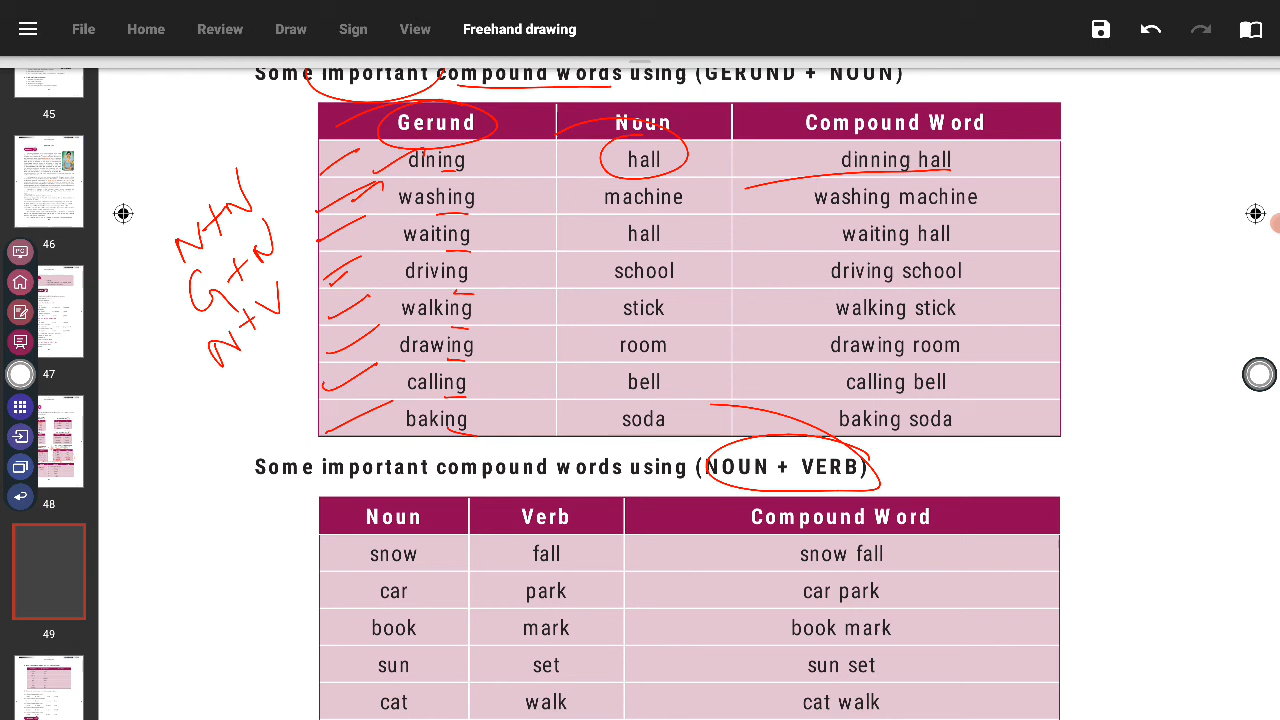 File Home Review Draw Sign View Freehand drawing
Some important compound words using (GERUND + NOUN)
Gerund Noun Compound Word
dining hall dinning hall
washing machine washing machine
waiting hall waiting hall
driving school driving school
walking stick walking stick
drawing room drawing room
calling bell calling bell
baking soda baking soda
N+N
G+N
N+V
Some important compound words using (NOUN + VERB)
Noun Verb Compound Word
snow fall snow fall
car park car park
book mark book mark
sun set sun set
cat walk cat walk
45
46
47
48
49